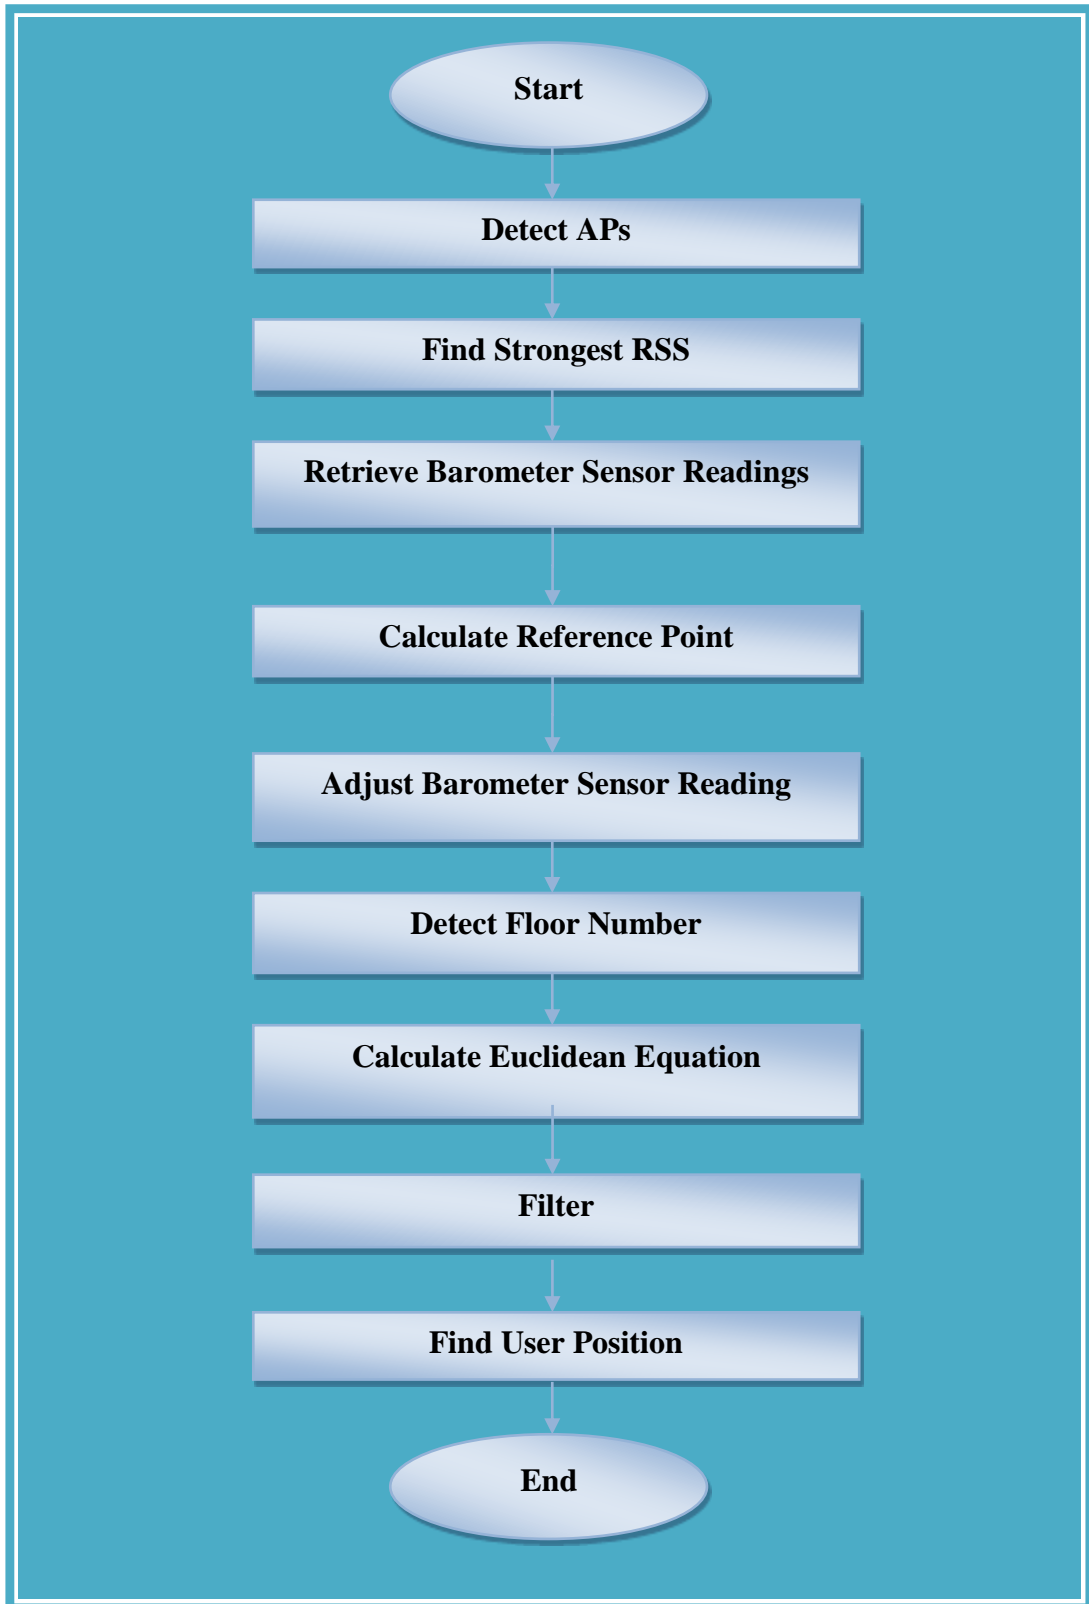 Start
Detect APs
Find Strongest RSS
Retrieve Barometer Sensor Readings
Calculate Reference Point
Adjust Barometer Sensor Reading
Detect Floor Number
Calculate Euclidean Equation
Filter
Find User Position
End